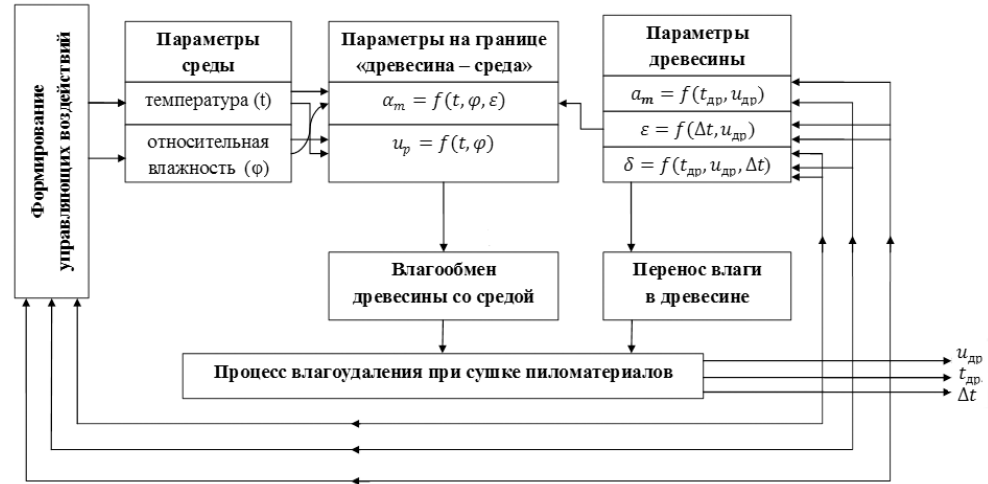 Формирование
управляющих воздействий
Параметры
среды
температура (t)
относительная
влажность (φ)
Параметры на границе
«древесина – среда»
α_m = f(t, φ, ε)
u_p = f(t, φ)
Параметры
древесины
a_m = f(t_др, u_др)
ε = f(Δt, u_др)
δ = f(t_др, u_др, Δt)
Влагообмен
древесины со средой
Перенос влаги
в древесине
Процесс влагоудаления при сушке пиломатериалов
u_др
t_др
Δt